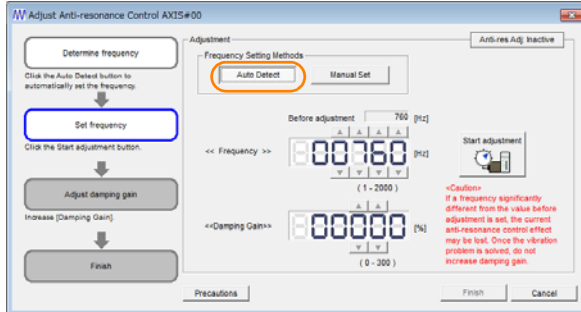 Adjust Anti-resonance Control AXIS#00
Determine frequency
Click the Auto Detect button to
automatically set the frequency.
Set frequency
Click the Start adjustment button.
Adjust damping gain
Increase [Damping Gain].
Finish
Adjustment
Anti-res Adj Inactive
Frequency Setting Methods
Auto Detect
Manual Set
Before adjustment 760 [Hz]
<< Frequency >> 00760 [Hz]
(1 - 2000)
<<Damping Gain>> 00000 [%]
(0 - 300)
Start adjustment
<Caution>
If a frequency significantly
different from the value before
adjustment is set, the current
anti-resonance control effect
may be lost. Once the vibration
problem is solved, do not
increase damping gain.
Precautions
Finish
Cancel